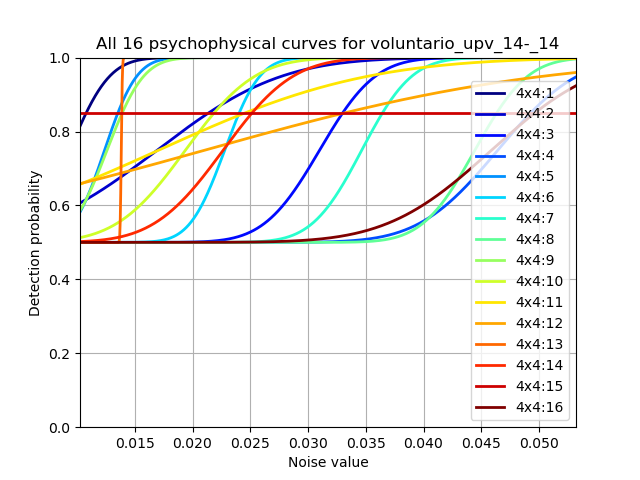 All 16 psychophysical curves for voluntario_upv_14-_14
1.0
0.8
0.6
0.4
0.2
0.0
Detection probability
0.015 0.020 0.025 0.030 0.035 0.040 0.045 0.050
Noise value
4x4:1
4x4:2
4x4:3
4x4:4
4x4:5
4x4:6
4x4:7
4x4:8
4x4:9
4x4:10
4x4:11
4x4:12
4x4:13
4x4:14
4x4:15
4x4:16